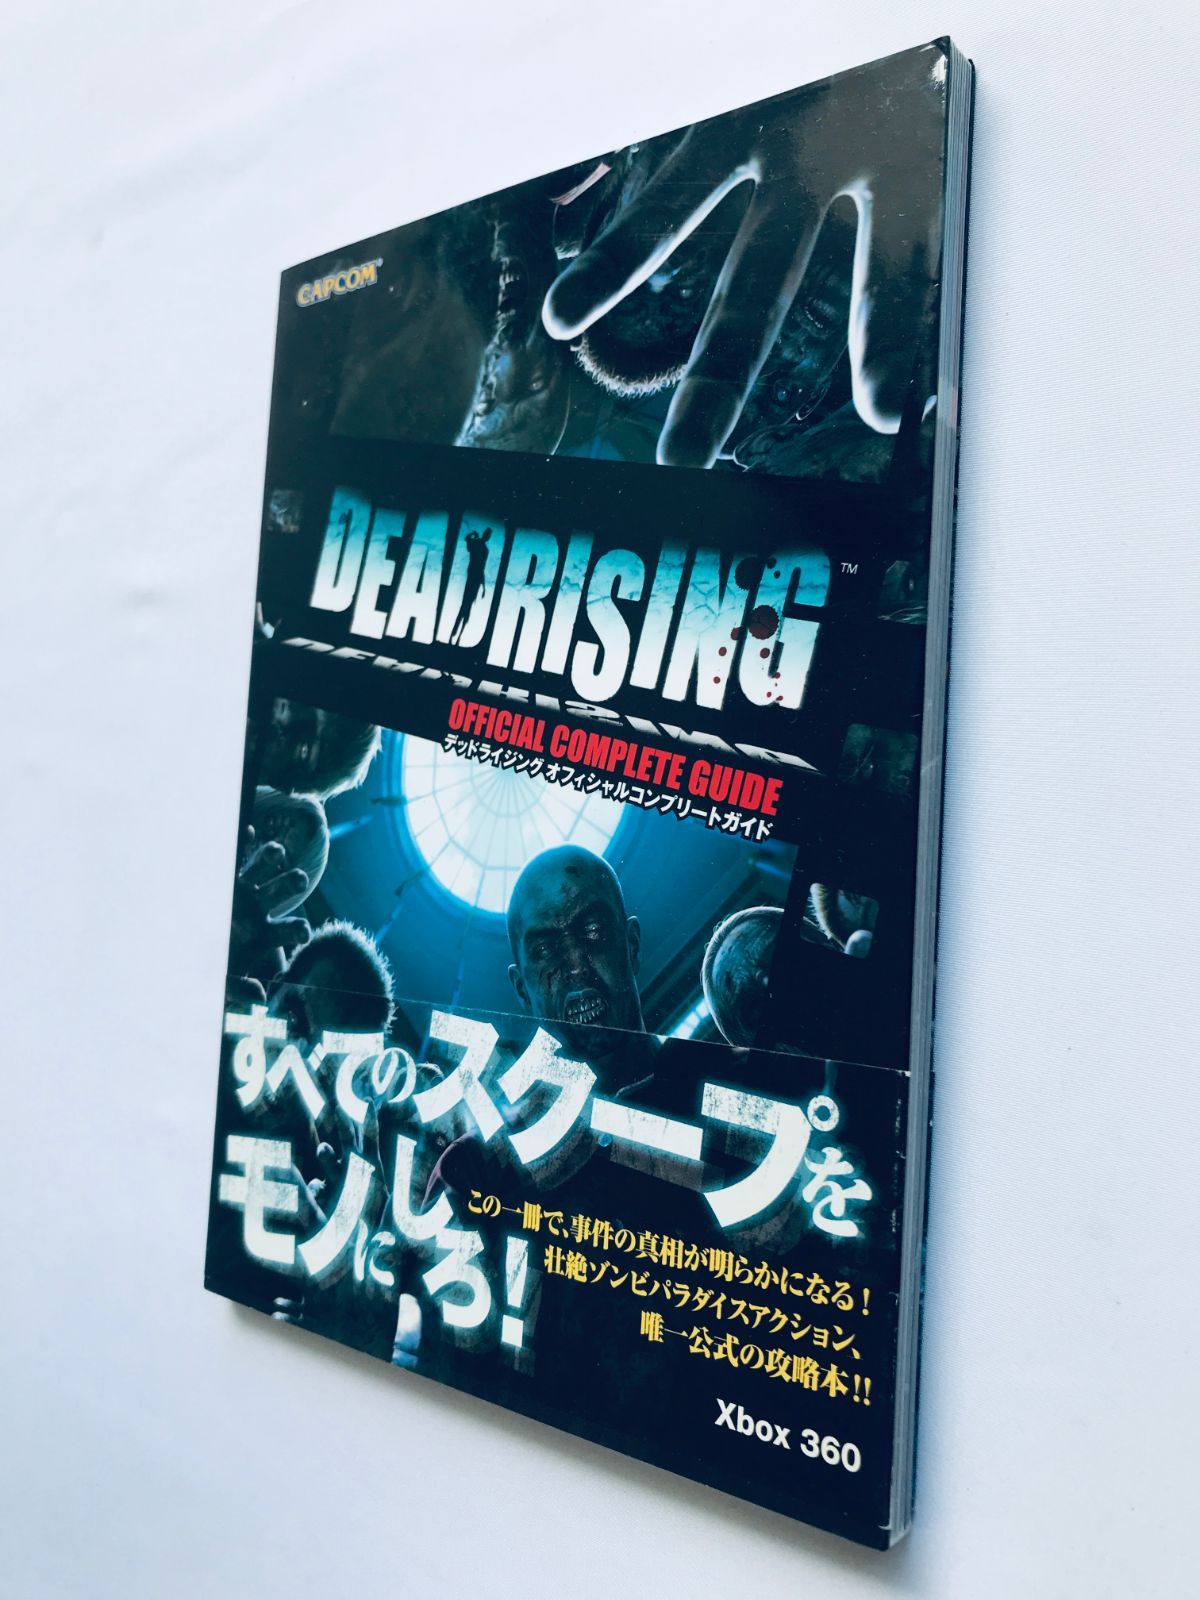 CAPCOM
DEADRISING™
OFFICIAL COMPLETE GUIDE
デッドライジング オフィシャルコンプリートガイド
すべてのスクープを
モノにしろ!
この一冊で、事件の真相が明らかになる!
壮絶ゾンビパラダイスアクション、
唯一公式の攻略本!!
Xbox 360